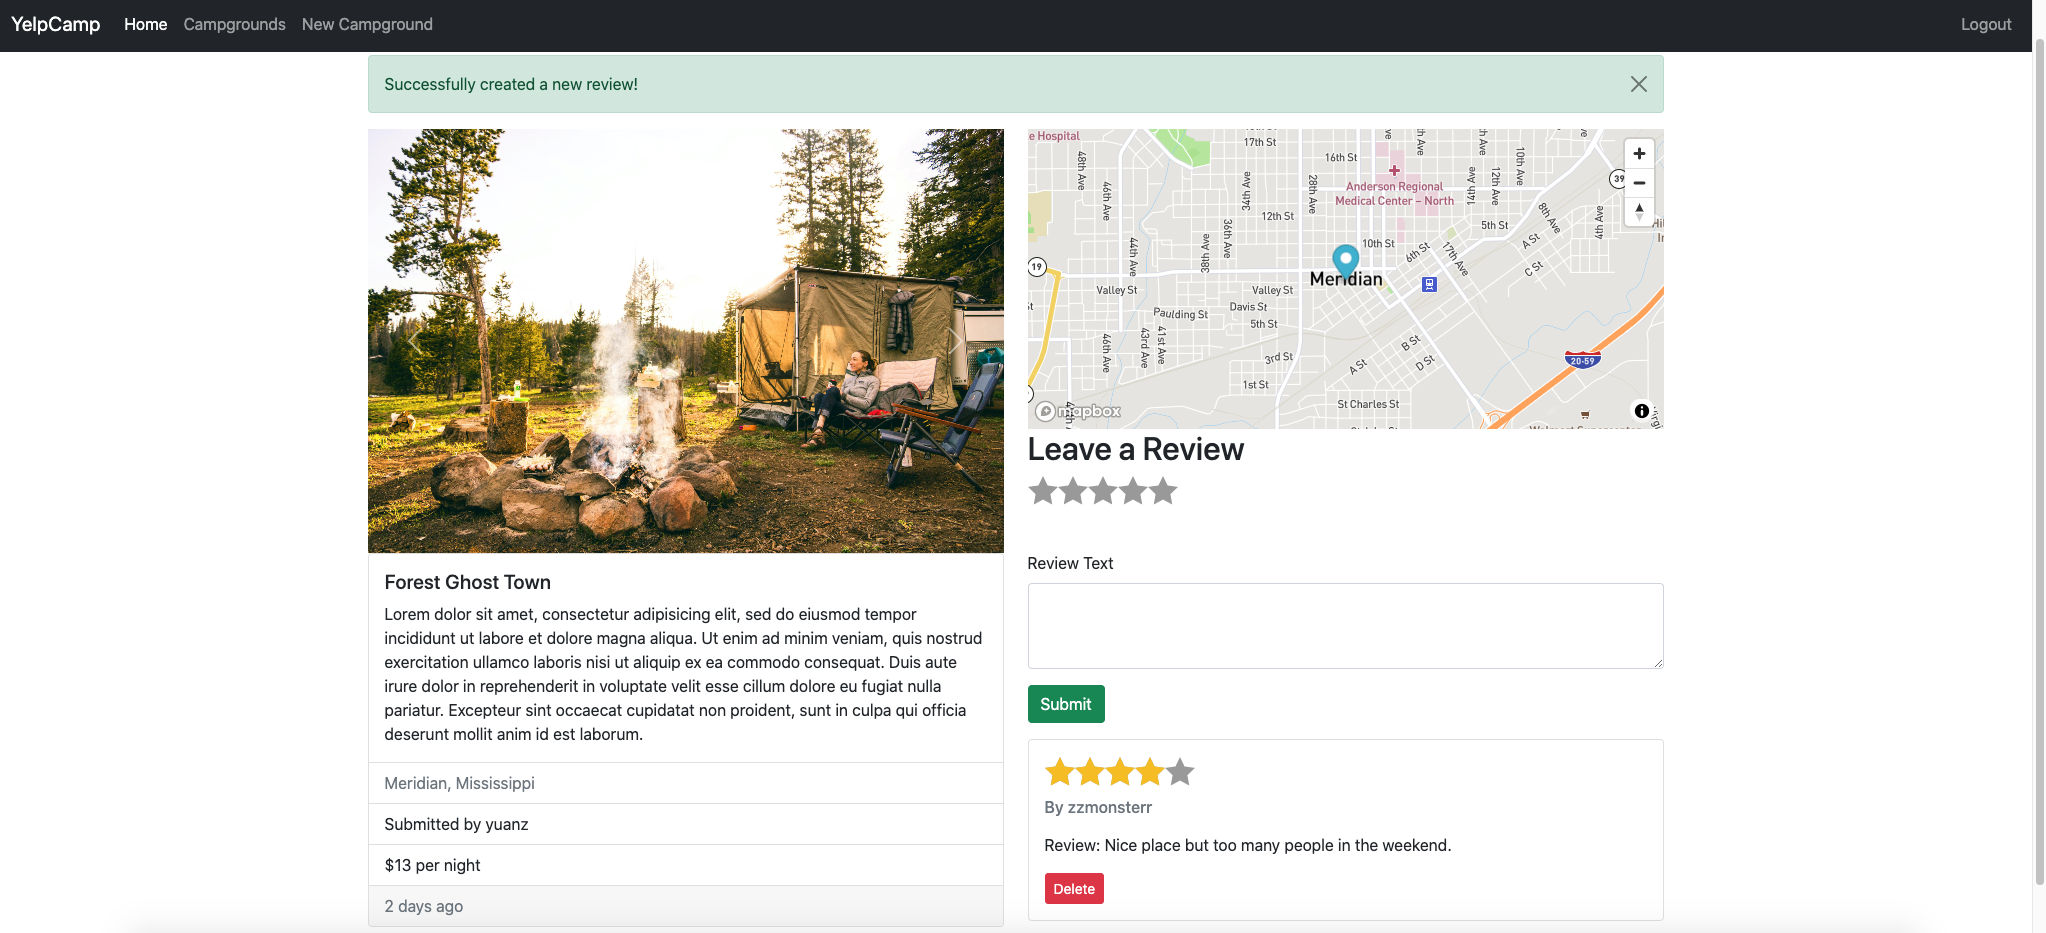 YelpCamp Home Campgrounds New Campground Logout
Successfully created a new review!
e Hospital
17th St
16th St
48th Ave
46th Ave
34th Ave
28th Ave
14th Ave
12th Ave
10th Ave
39
Anderson Regional
Medical Center – North
12th St
5th St
8th Ave
4th Ave
36th Ave
38th Ave
44th Ave
10th St
6th St
17th Ave
A St
C St
19
Meridian
Valley St
Valley St
Paulding St
Davis St
5th St
46th Ave
43rd Ave
41st Ave
3rd St
A St
B St
D St
20-59
1st St
St Charles St
mapbox
Leave a Review
Review Text
Submit
Forest Ghost Town
Lorem dolor sit amet, consectetur adipisicing elit, sed do eiusmod tempor
incididunt ut labore et dolore magna aliqua. Ut enim ad minim veniam, quis nostrud
exercitation ullamco laboris nisi ut aliquip ex ea commodo consequat. Duis aute
irure dolor in reprehenderit in voluptate velit esse cillum dolore eu fugiat nulla
pariatur. Excepteur sint occaecat cupidatat non proident, sunt in culpa qui officia
deserunt mollit anim id est laborum.
Meridian, Mississippi
Submitted by yuanz
$13 per night
2 days ago
By zzmonsterr
Review: Nice place but too many people in the weekend.
Delete